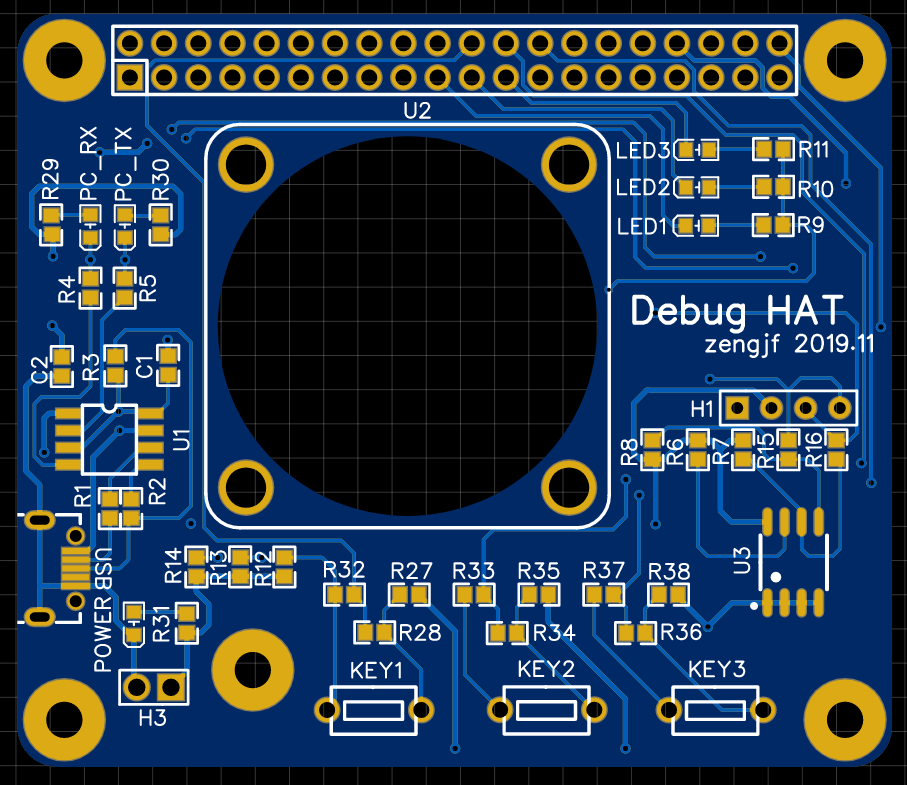 U2
PC_RX
PC_TX
R29
R30
LED3
R11
LED2
R10
LED1
R9
R4
R5
Debug HAT
zengjf 2019.11
C2
R3
C1
H1
U1
R8
R6
R7
R15
R16
R1
R2
USB
R14
R13
R12
U3
R32
R27
R33
R35
R37
R38
POWER
R31
R28
R34
R36
KEY1
KEY2
KEY3
H3